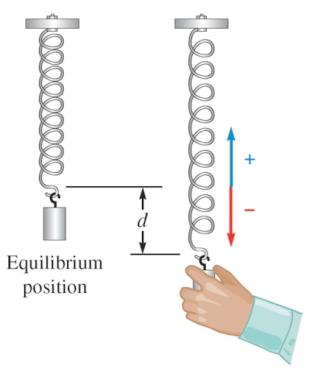 d
+
−
Equilibrium
position